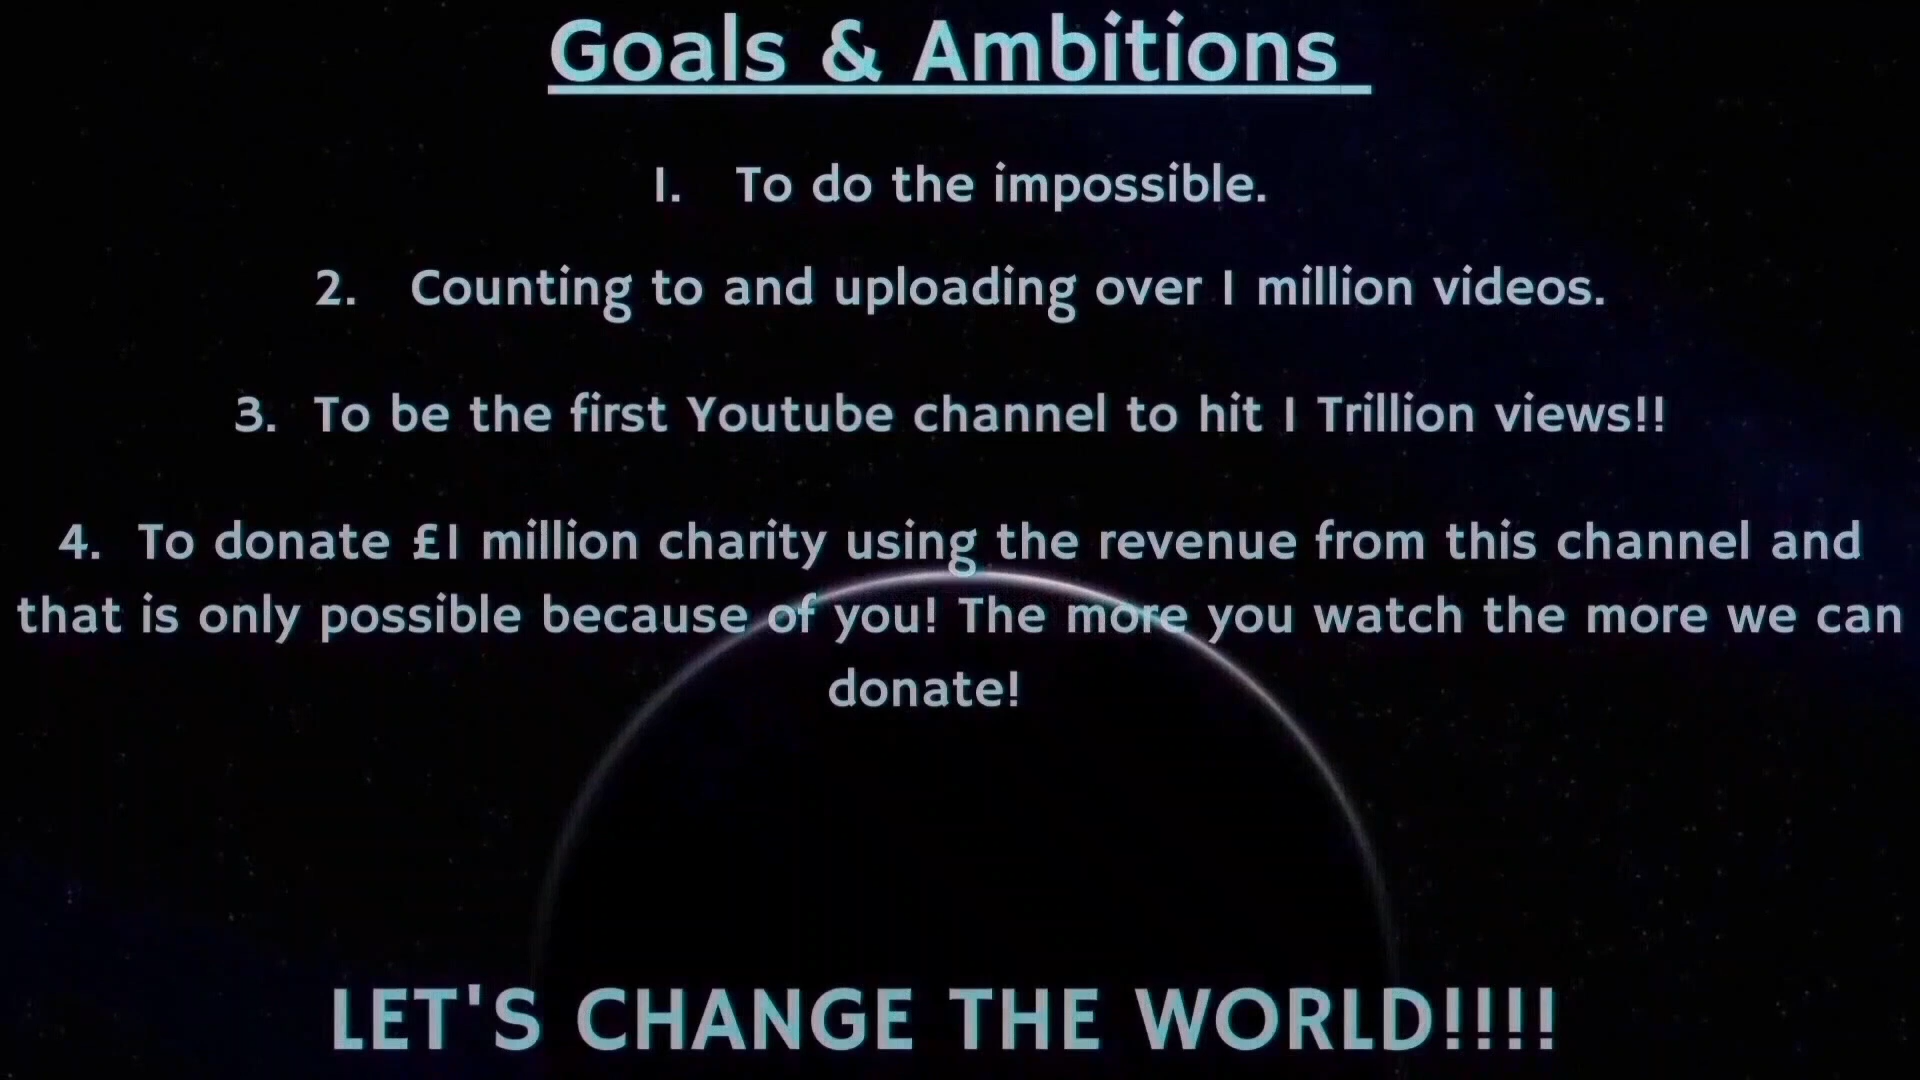 Goals & Ambitions
1. To do the impossible.
2. Counting to and uploading over 1 million videos.
3. To be the first Youtube channel to hit 1 Trillion views!!
4. To donate £1 million charity using the revenue from this channel and
that is only possible because of you! The more you watch the more we can
donate!
LET'S CHANGE THE WORLD!!!!